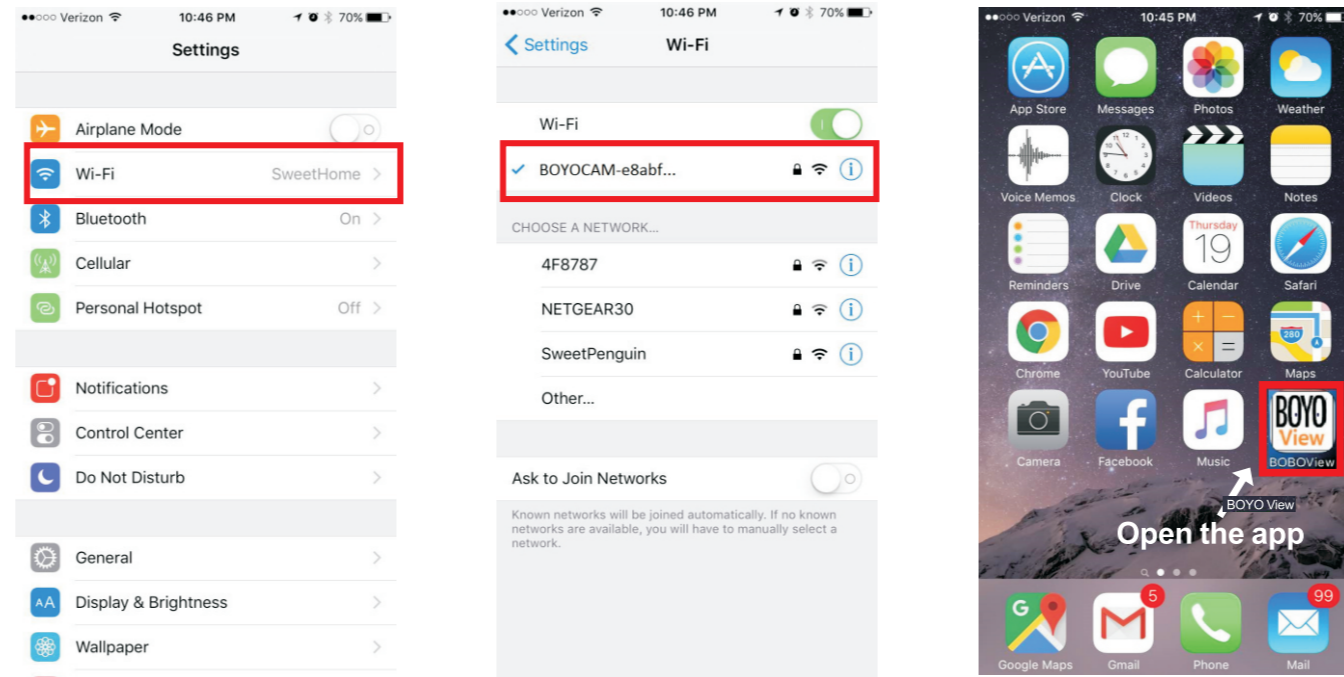 Verizon 10:46 PM 70%
Settings
Airplane Mode
Wi-Fi SweetHome
Bluetooth On
Cellular
Personal Hotspot Off
Notifications
Control Center
Do Not Disturb
General
AA Display & Brightness
Wallpaper
Verizon 10:46 PM 70%
Settings Wi-Fi
Wi-Fi
BOYOCAM-e8abf...
CHOOSE A NETWORK...
4F8787
NETGEAR30
SweetPenguin
Other...
Ask to Join Networks
Known networks will be joined automatically. If no known
networks are available, you will have to manually select a
network.
Verizon 10:45 PM 70%
App Store Messages Photos Weather
12
Voice Memos Clock Videos Notes
Thursday
19
Reminders Drive Calendar Safari
280
Chrome YouTube Calculator Maps
BOYO
View
Camera Facebook Music BOBOView
BOYO View
Open the app
G 5 99
Google Maps Gmail Phone Mail